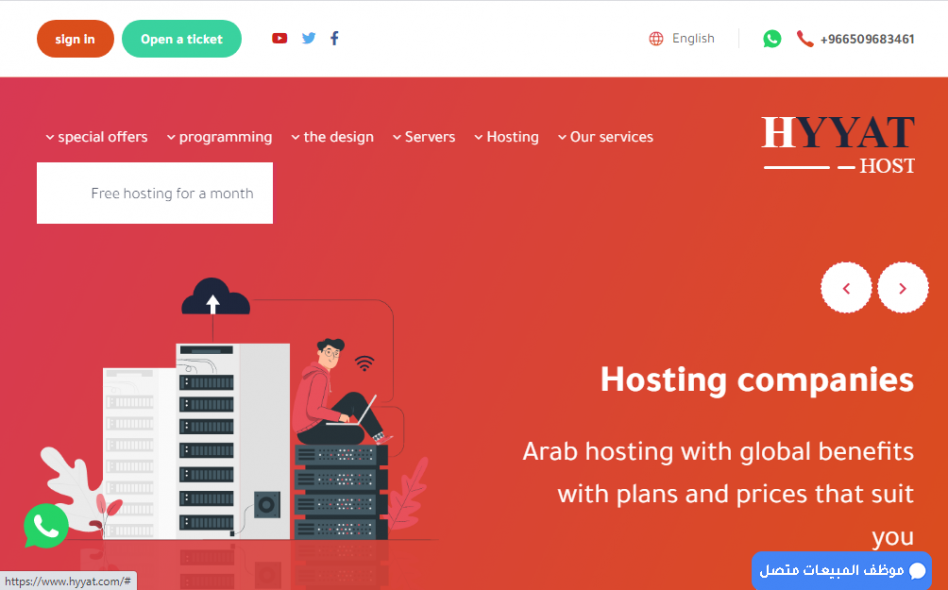 sign in
Open a ticket
English
+966509683461
special offers
programming
the design
Servers
Hosting
Our services
HYYAT
HOST
Free hosting for a month
Hosting companies
Arab hosting with global benefits
with plans and prices that suit
you
موظف المبيعات متصل
https://www.hyyat.com/#